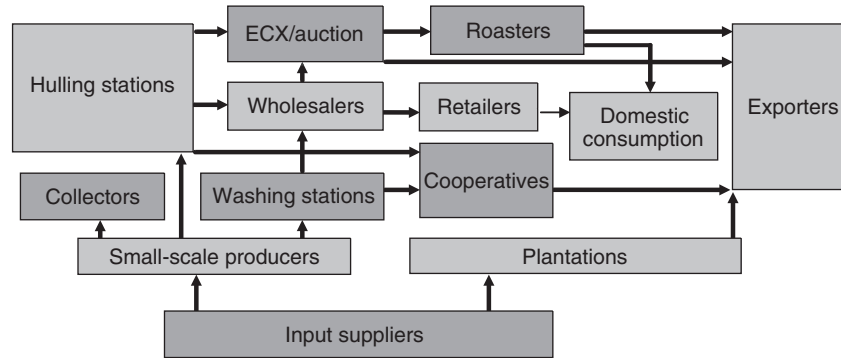 ECX/auction
Roasters
Hulling stations
Wholesalers
Retailers
Domestic
consumption
Exporters
Collectors
Washing stations
Cooperatives
Small-scale producers
Plantations
Input suppliers